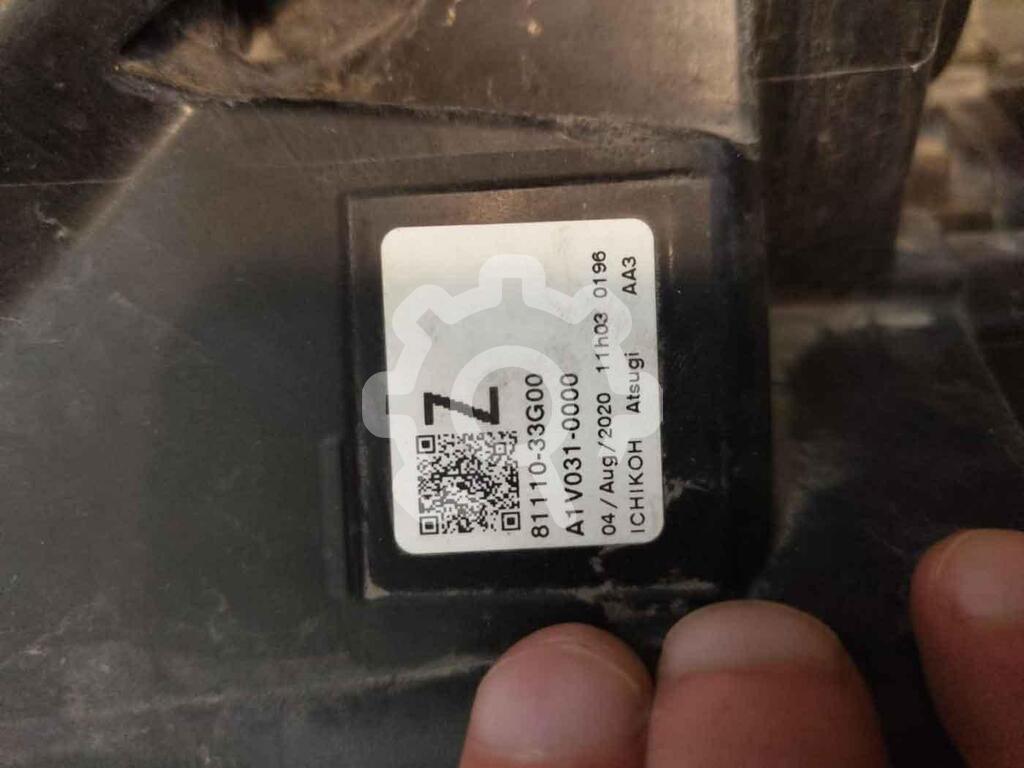 Z
81110-33G00
A1V031-0000
04/Aug/2020 11h03 0196
ICHIKOH Atsugi AA3